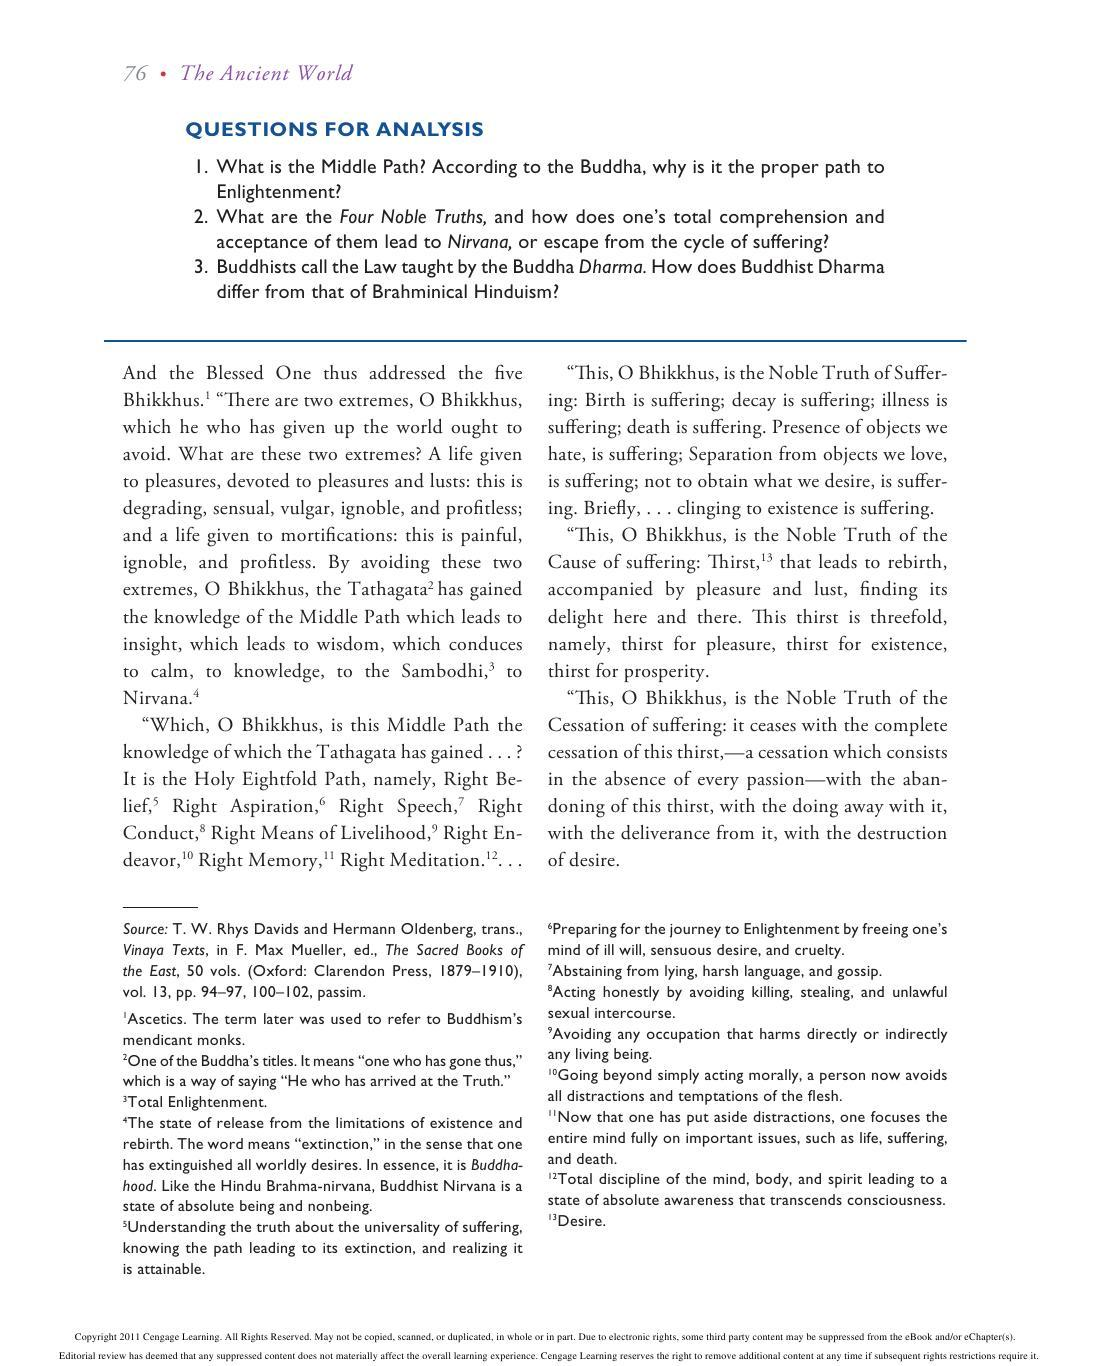 76 • The Ancient World
QUESTIONS FOR ANALYSIS
1. What is the Middle Path? According to the Buddha, why is it the proper path to
Enlightenment?
2. What are the Four Noble Truths, and how does one's total comprehension and
acceptance of them lead to Nirvana, or escape from the cycle of suffering?
3. Buddhists call the Law taught by the Buddha Dharma. How does Buddhist Dharma
differ from that of Brahminical Hinduism?
And the Blessed One thus addressed the five
Bhikkhus.¹ “There are two extremes, O Bhikkhus,
which he who has given up the world ought to
avoid. What are these two extremes? A life given
to pleasures, devoted to pleasures and lusts: this is
degrading, sensual, vulgar, ignoble, and profitless;
and a life given to mortifications: this is painful,
ignoble, and profitless. By avoiding these two
extremes, O Bhikkhus, the Tathagata² has gained
the knowledge of the Middle Path which leads to
insight, which leads to wisdom, which conduces
to calm, to knowledge, to the Sambodhi,³ to
Nirvana.⁴
“Which, O Bhikkhus, is this Middle Path the
knowledge of which the Tathagata has gained . . . ?
It is the Holy Eightfold Path, namely, Right Be-
lief,⁵ Right Aspiration,⁶ Right Speech,⁷ Right
Conduct,⁸ Right Means of Livelihood,⁹ Right En-
deavor,¹⁰ Right Memory,¹¹ Right Meditation.¹². . .
“This, O Bhikkhus, is the Noble Truth of Suffer-
ing: Birth is suffering; decay is suffering; illness is
suffering; death is suffering. Presence of objects we
hate, is suffering; Separation from objects we love,
is suffering; not to obtain what we desire, is suffer-
ing. Briefly, . . . clinging to existence is suffering.
“This, O Bhikkhus, is the Noble Truth of the
Cause of suffering: Thirst,¹³ that leads to rebirth,
accompanied by pleasure and lust, finding its
delight here and there. This thirst is threefold,
namely, thirst for pleasure, thirst for existence,
thirst for prosperity.
“This, O Bhikkhus, is the Noble Truth of the
Cessation of suffering: it ceases with the complete
cessation of this thirst,—a cessation which consists
in the absence of every passion—with the aban-
doning of this thirst, with the doing away with it,
with the deliverance from it, with the destruction
of desire.
Source: T. W. Rhys Davids and Hermann Oldenberg, trans.,
Vinaya Texts, in F. Max Mueller, ed., The Sacred Books of
the East, 50 vols. (Oxford: Clarendon Press, 1879–1910),
vol. 13, pp. 94–97, 100–102, passim.
¹Ascetics. The term later was used to refer to Buddhism's
mendicant monks.
²One of the Buddha's titles. It means “one who has gone thus,”
which is a way of saying “He who has arrived at the Truth.”
³Total Enlightenment.
⁴The state of release from the limitations of existence and
rebirth. The word means “extinction,” in the sense that one
has extinguished all worldly desires. In essence, it is Buddha-
hood. Like the Hindu Brahma-nirvana, Buddhist Nirvana is a
state of absolute being and nonbeing.
⁵Understanding the truth about the universality of suffering,
knowing the path leading to its extinction, and realizing it
is attainable.
⁶Preparing for the journey to Enlightenment by freeing one's
mind of ill will, sensuous desire, and cruelty.
⁷Abstaining from lying, harsh language, and gossip.
⁸Acting honestly by avoiding killing, stealing, and unlawful
sexual intercourse.
⁹Avoiding any occupation that harms directly or indirectly
any living being.
¹⁰Going beyond simply acting morally, a person now avoids
all distractions and temptations of the flesh.
¹¹Now that one has put aside distractions, one focuses the
entire mind fully on important issues, such as life, suffering,
and death.
¹²Total discipline of the mind, body, and spirit leading to a
state of absolute awareness that transcends consciousness.
¹³Desire.
Copyright 2011 Cengage Learning. All Rights Reserved. May not be copied, scanned, or duplicated, in whole or in part. Due to electronic rights, some third party content may be suppressed from the eBook and/or eChapter(s).
Editorial review has deemed that any suppressed content does not materially affect the overall learning experience. Cengage Learning reserves the right to remove additional content at any time if subsequent rights restrictions require it.